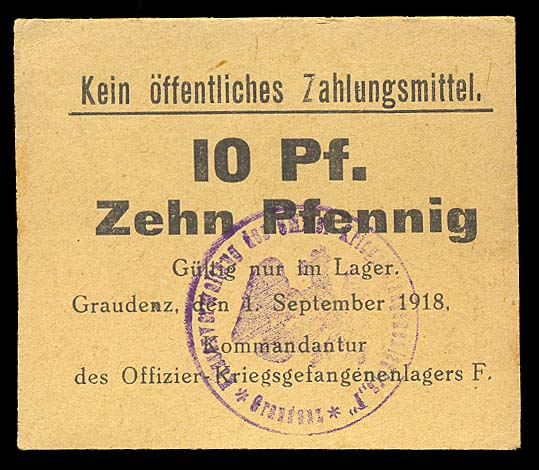 Kein öffentliches Zahlungsmittel.
10 Pf.
Zehn Pfennig
Gültig nur im Lager.
Graudenz, den 1. September 1918.
Kommandantur
des Offizier-Kriegsgefangenenlagers F.
* Graudenz *